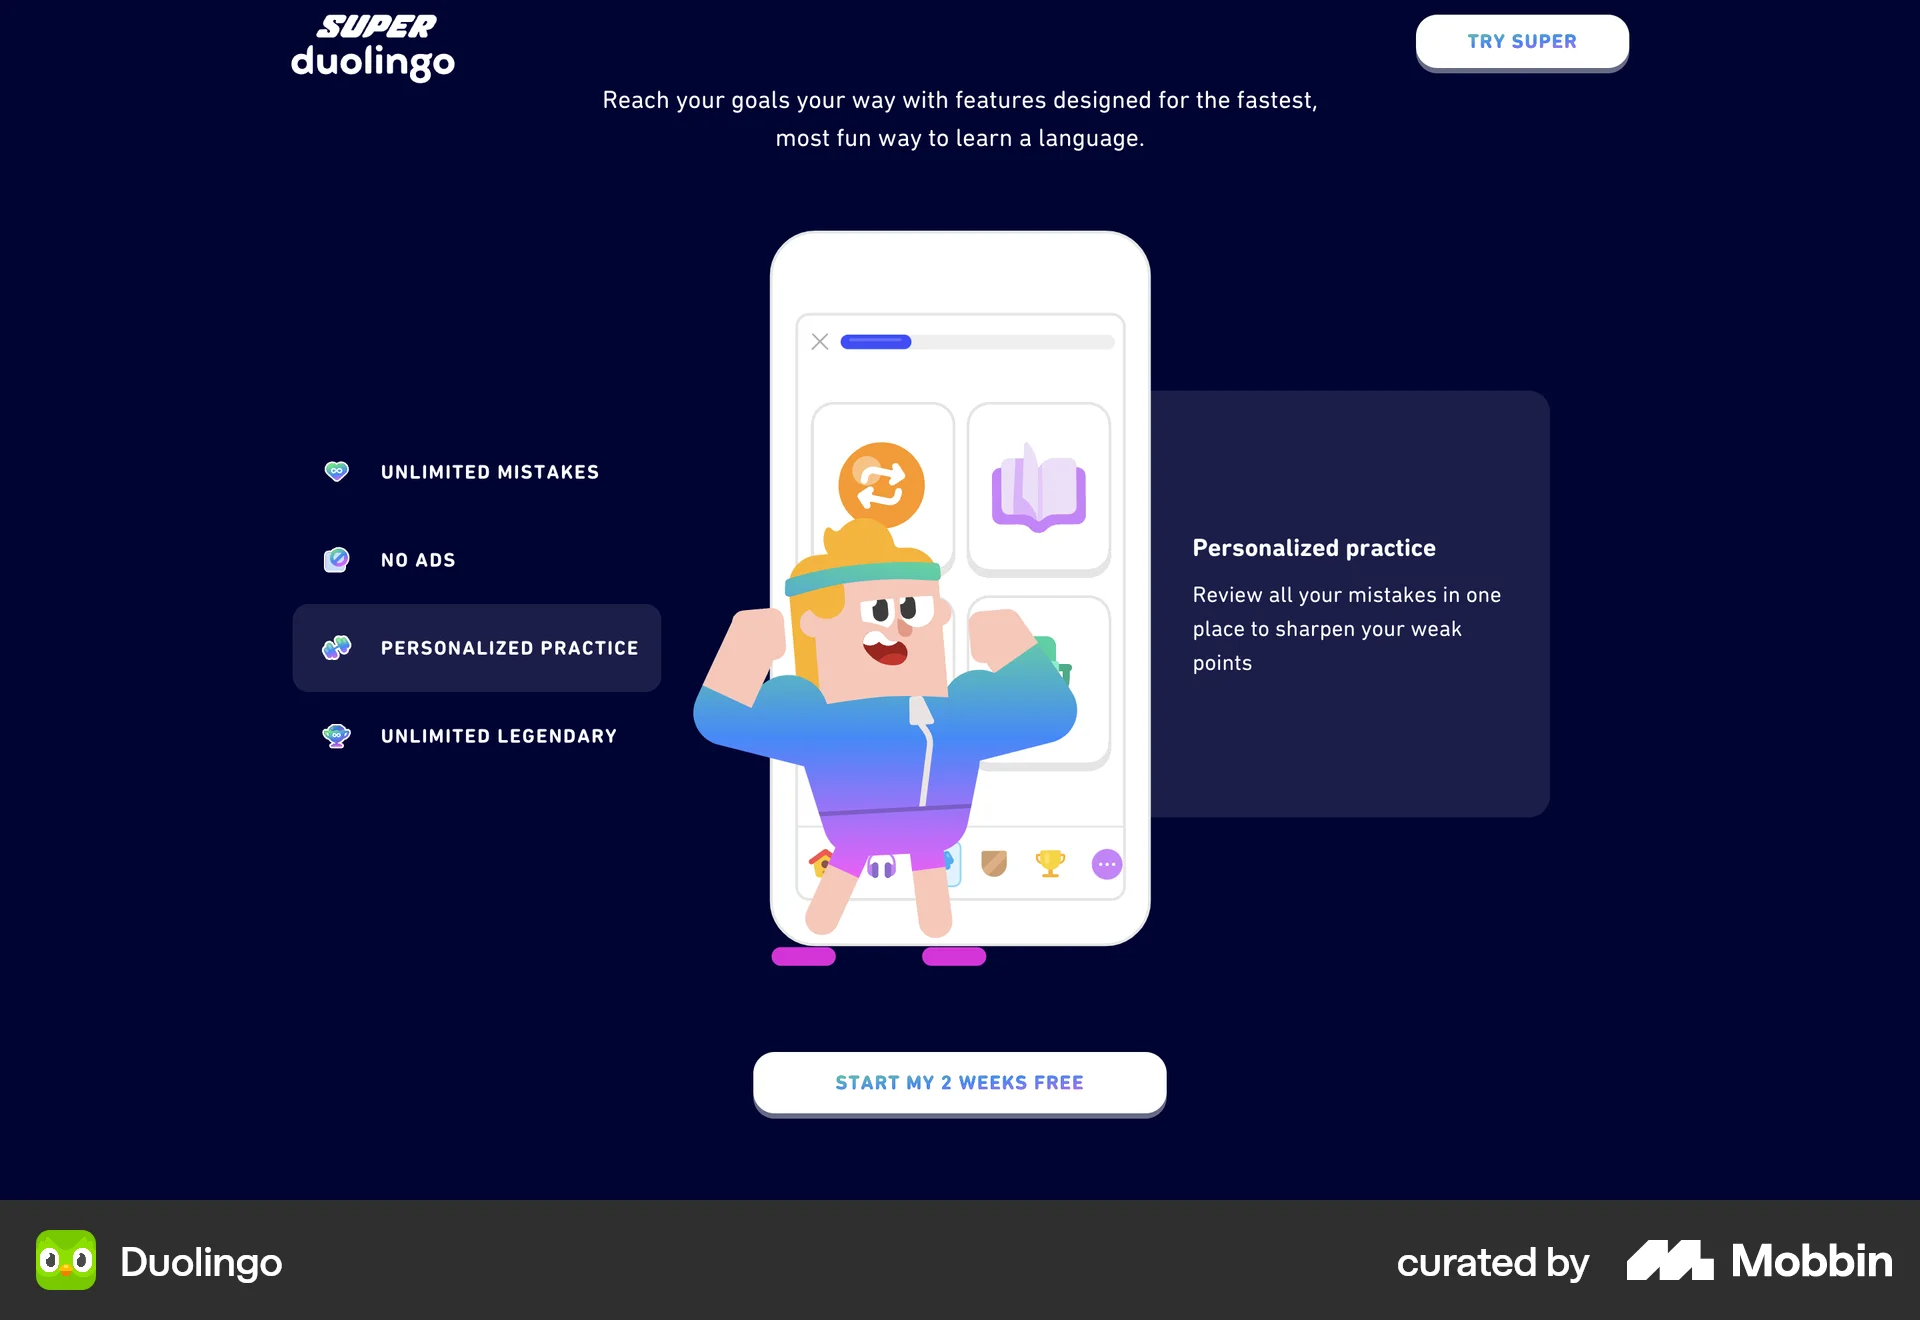 SUPER
duolingo
TRY SUPER
Reach your goals your way with features designed for the fastest,
most fun way to learn a language.
UNLIMITED MISTAKES
NO ADS
PERSONALIZED PRACTICE
UNLIMITED LEGENDARY
Personalized practice
Review all your mistakes in one
place to sharpen your weak
points
START MY 2 WEEKS FREE
Duolingo
curated by Mobbin